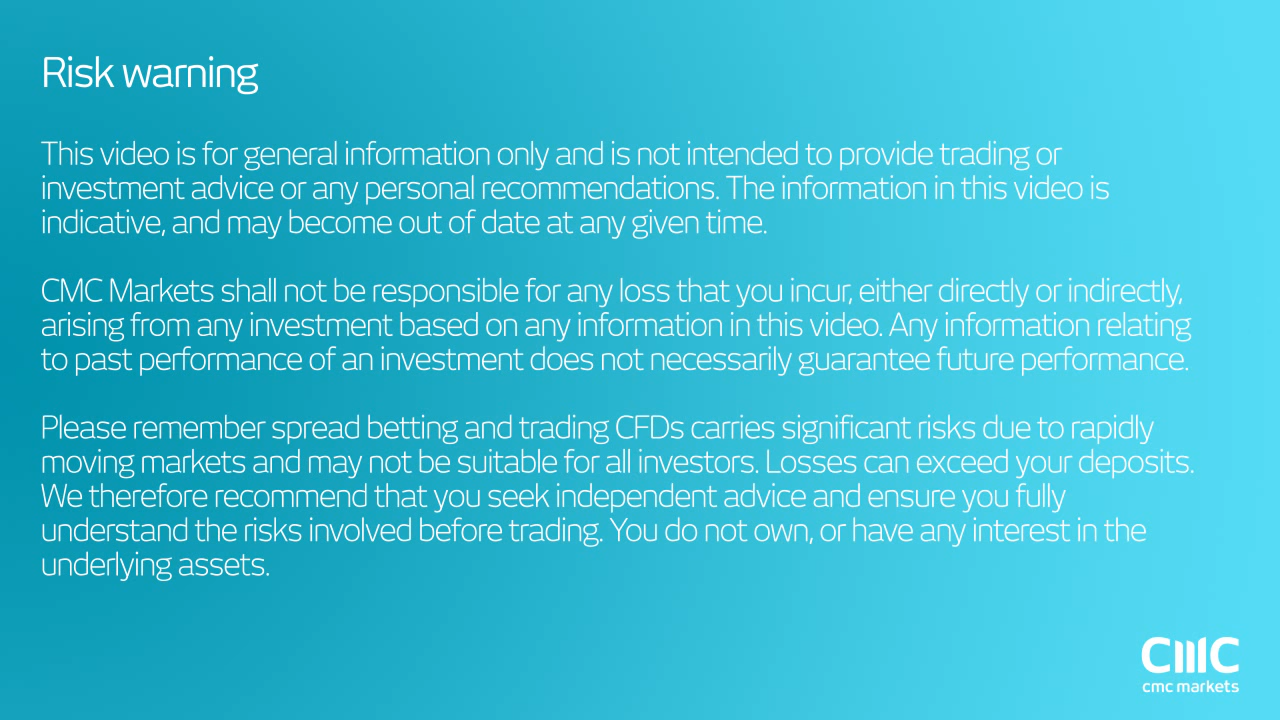 Risk warning
This video is for general information only and is not intended to provide trading or
investment advice or any personal recommendations. The information in this video is
indicative, and may become out of date at any given time.
CMC Markets shall not be responsible for any loss that you incur, either directly or indirectly,
arising from any investment based on any information in this video. Any information relating
to past performance of an investment does not necessarily guarantee future performance.
Please remember spread betting and trading CFDs carries significant risks due to rapidly
moving markets and may not be suitable for all investors. Losses can exceed your deposits.
We therefore recommend that you seek independent advice and ensure you fully
understand the risks involved before trading. You do not own, or have any interest in the
underlying assets.
cmc
cmc markets